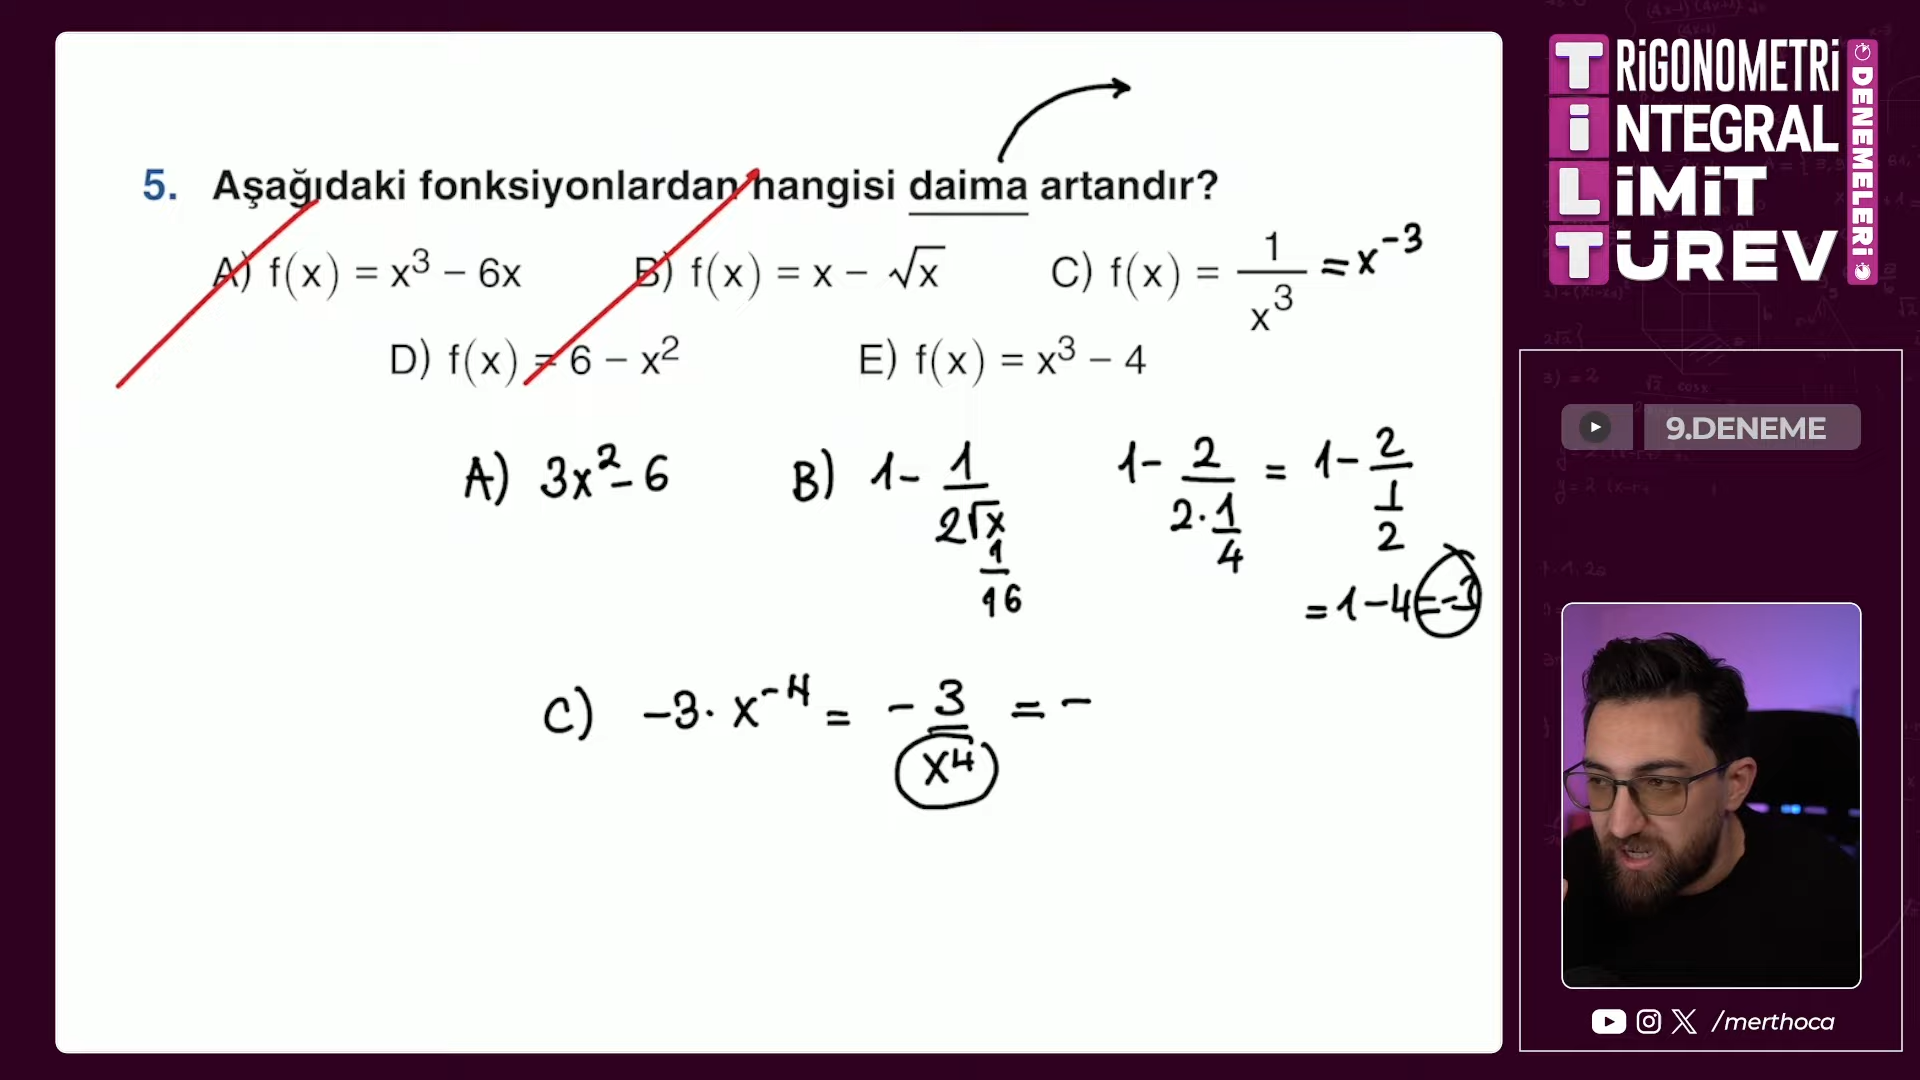 5. Aşağıdaki fonksiyonlardan hangisi daima artandır?
A) f(x) = x³ − 6x B) f(x) = x − √x C) f(x) = 1/x³ = x⁻³
D) f(x) = 6 − x² E) f(x) = x³ − 4
A) 3x² − 6 B) 1 − 1/(2√x) 1 − 2/(2·1/4) = 1 − 2/(1/2)
1/16
= 1 − 4 = −3
C) −3 · x⁻⁴ = − 3/x⁴ = −
TRİGONOMETRİ
İNTEGRAL
LİMİT
TÜREV
DENEMELERİ
9.DENEME
/merthoca